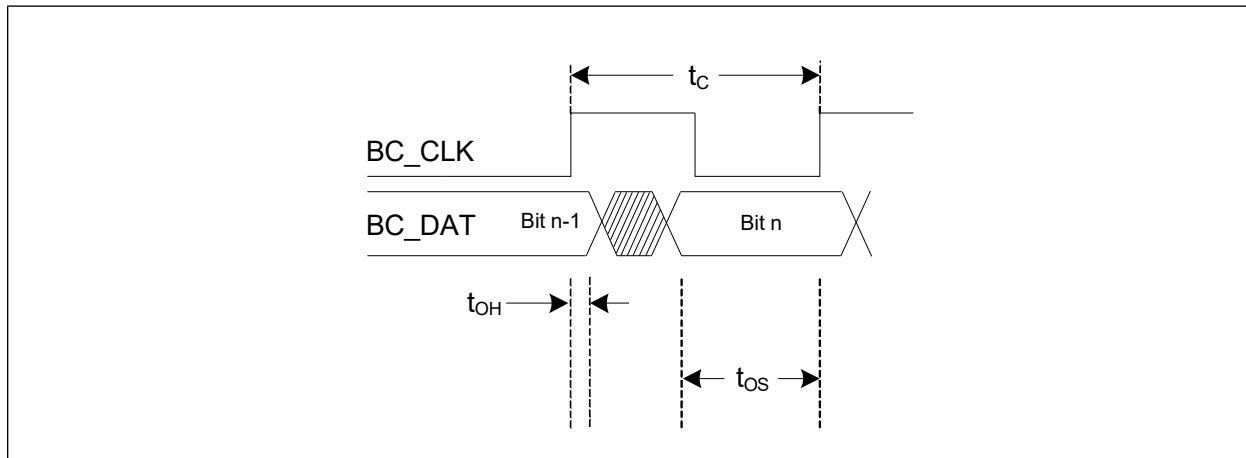 tC
BC_CLK
BC_DAT
Bit n-1
Bit n
tOH
tOS